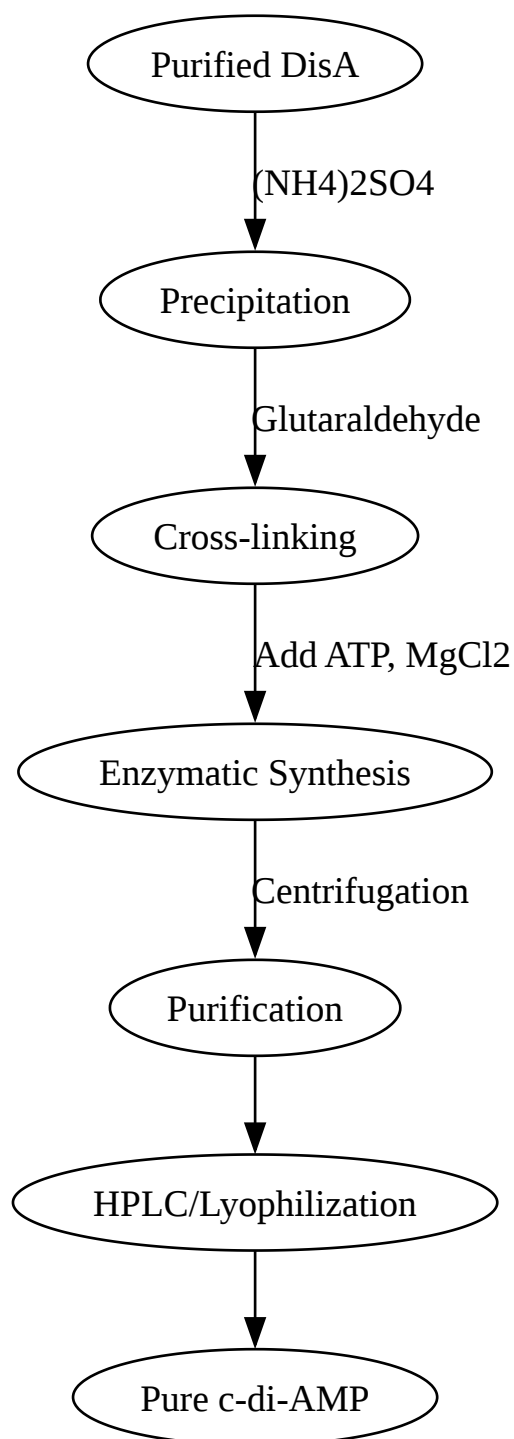 Purified DisA
(NH4)2SO4
Precipitation
Glutaraldehyde
Cross-linking
Add ATP, MgCl2
Enzymatic Synthesis
Centrifugation
Purification
HPLC/Lyophilization
Pure c-di-AMP